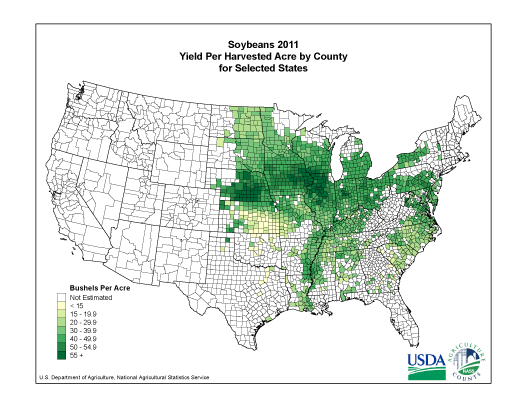 Soybeans 2011
Yield Per Harvested Acre by County
for Selected States
Bushels Per Acre
Not Estimated
< 15
15 - 19.9
20 - 29.9
30 - 39.9
40 - 49.9
50 - 54.9
55 +
U.S. Department of Agriculture, National Agricultural Statistics Service
USDA
AGRICULTURE
NASS
COUNTS